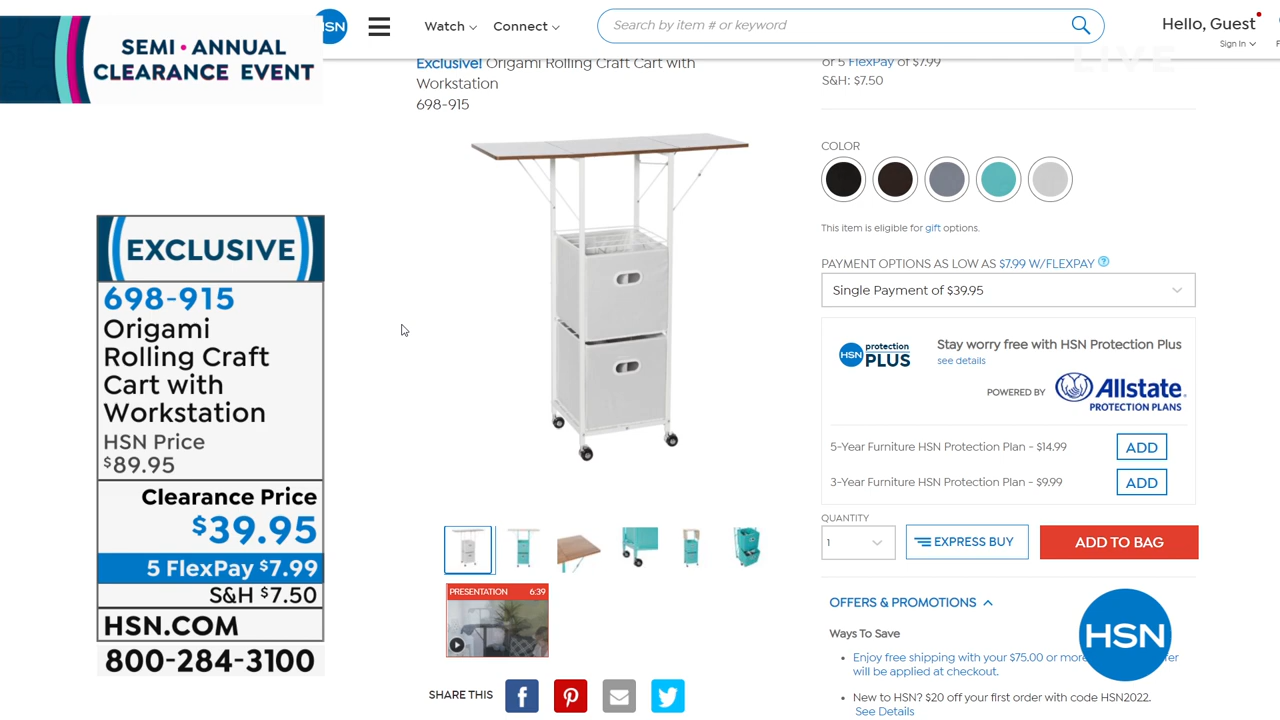 SEMI • ANNUAL
CLEARANCE EVENT
HSN
Watch
Connect
Search by item # or keyword
Hello, Guest
Sign In
LIVE
EXCLUSIVE
698-915
Origami
Rolling Craft
Cart with
Workstation
HSN Price
$89.95
Clearance Price
$39.95
5 FlexPay $7.99
S&H $7.50
HSN.COM
800-284-3100
Exclusive! Origami Rolling Craft Cart with
Workstation
698-915
PRESENTATION 6:39
SHARE THIS
or 5 FlexPay of $7.99
S&H: $7.50
COLOR
This item is eligible for gift options.
PAYMENT OPTIONS AS LOW AS $7.99 W/FLEXPAY ?
Single Payment of $39.95
HSN protection PLUS
Stay worry free with HSN Protection Plus
see details
POWERED BY Allstate.
PROTECTION PLANS
5-Year Furniture HSN Protection Plan - $14.99 ADD
3-Year Furniture HSN Protection Plan - $9.99 ADD
QUANTITY
1
EXPRESS BUY
ADD TO BAG
OFFERS & PROMOTIONS
Ways To Save
• Enjoy free shipping with your $75.00 or more
will be applied at checkout.
• New to HSN? $20 off your first order with code HSN2022.
See Details
HSN